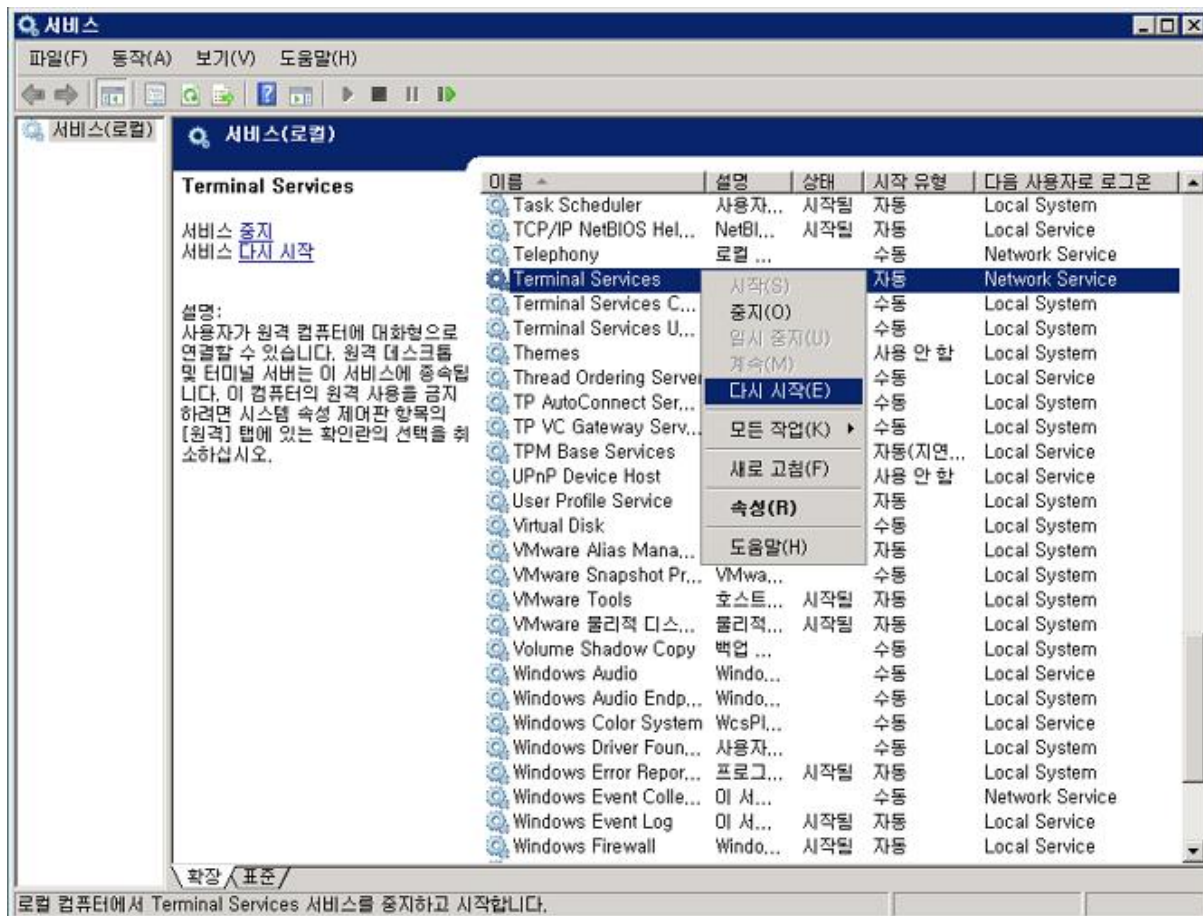 서비스
파일(F) 동작(A) 보기(V) 도움말(H)
서비스(로컬)
서비스(로컬)
Terminal Services
서비스 중지
서비스 다시 시작
설명:
사용자가 원격 컴퓨터에 대화형으로
연결할 수 있습니다. 원격 데스크톱
및 터미널 서버는 이 서비스에 종속됩
니다. 이 컴퓨터의 원격 사용을 금지
하려면 시스템 속성 제어판 항목의
[원격] 탭에 있는 확인란의 선택을 취
소하십시오.
이름 설명 상태 시작 유형 다음 사용자로 로그온
Task Scheduler 사용자... 시작됨 자동 Local System
TCP/IP NetBIOS Hel... NetBI... 시작됨 자동 Local Service
Telephony 로컬 ... 수동 Network Service
Terminal Services 자동 Network Service
Terminal Services C... 수동 Local System
Terminal Services U... 수동 Local System
Themes 사용 안 함 Local System
Thread Ordering Server 수동 Local Service
TP AutoConnect Ser... 수동 Local System
TP VC Gateway Serv... 수동 Local System
TPM Base Services 자동(지연... Local Service
UPnP Device Host 사용 안 함 Local Service
User Profile Service 자동 Local System
Virtual Disk 수동 Local System
VMware Alias Mana... 자동 Local System
VMware Snapshot Pr... VMwa... 수동 Local System
VMware Tools 호스트... 시작됨 자동 Local System
VMware 물리적 디스... 물리적... 시작됨 자동 Local System
Volume Shadow Copy 백업 ... 수동 Local System
Windows Audio Windo... 수동 Local Service
Windows Audio Endp... Windo... 수동 Local System
Windows Color System WcsPl... 수동 Local Service
Windows Driver Foun... 사용자... 수동 Local System
Windows Error Repor... 프로그... 시작됨 자동 Local System
Windows Event Colle... 이 서... 수동 Network Service
Windows Event Log 이 서... 시작됨 자동 Local Service
Windows Firewall Windo... 시작됨 자동 Local Service
시작(S)
중지(O)
일시 중지(U)
계속(M)
다시 시작(E)
모든 작업(K)
새로 고침(F)
속성(R)
도움말(H)
확장 표준
로컬 컴퓨터에서 Terminal Services 서비스를 중지하고 시작합니다.